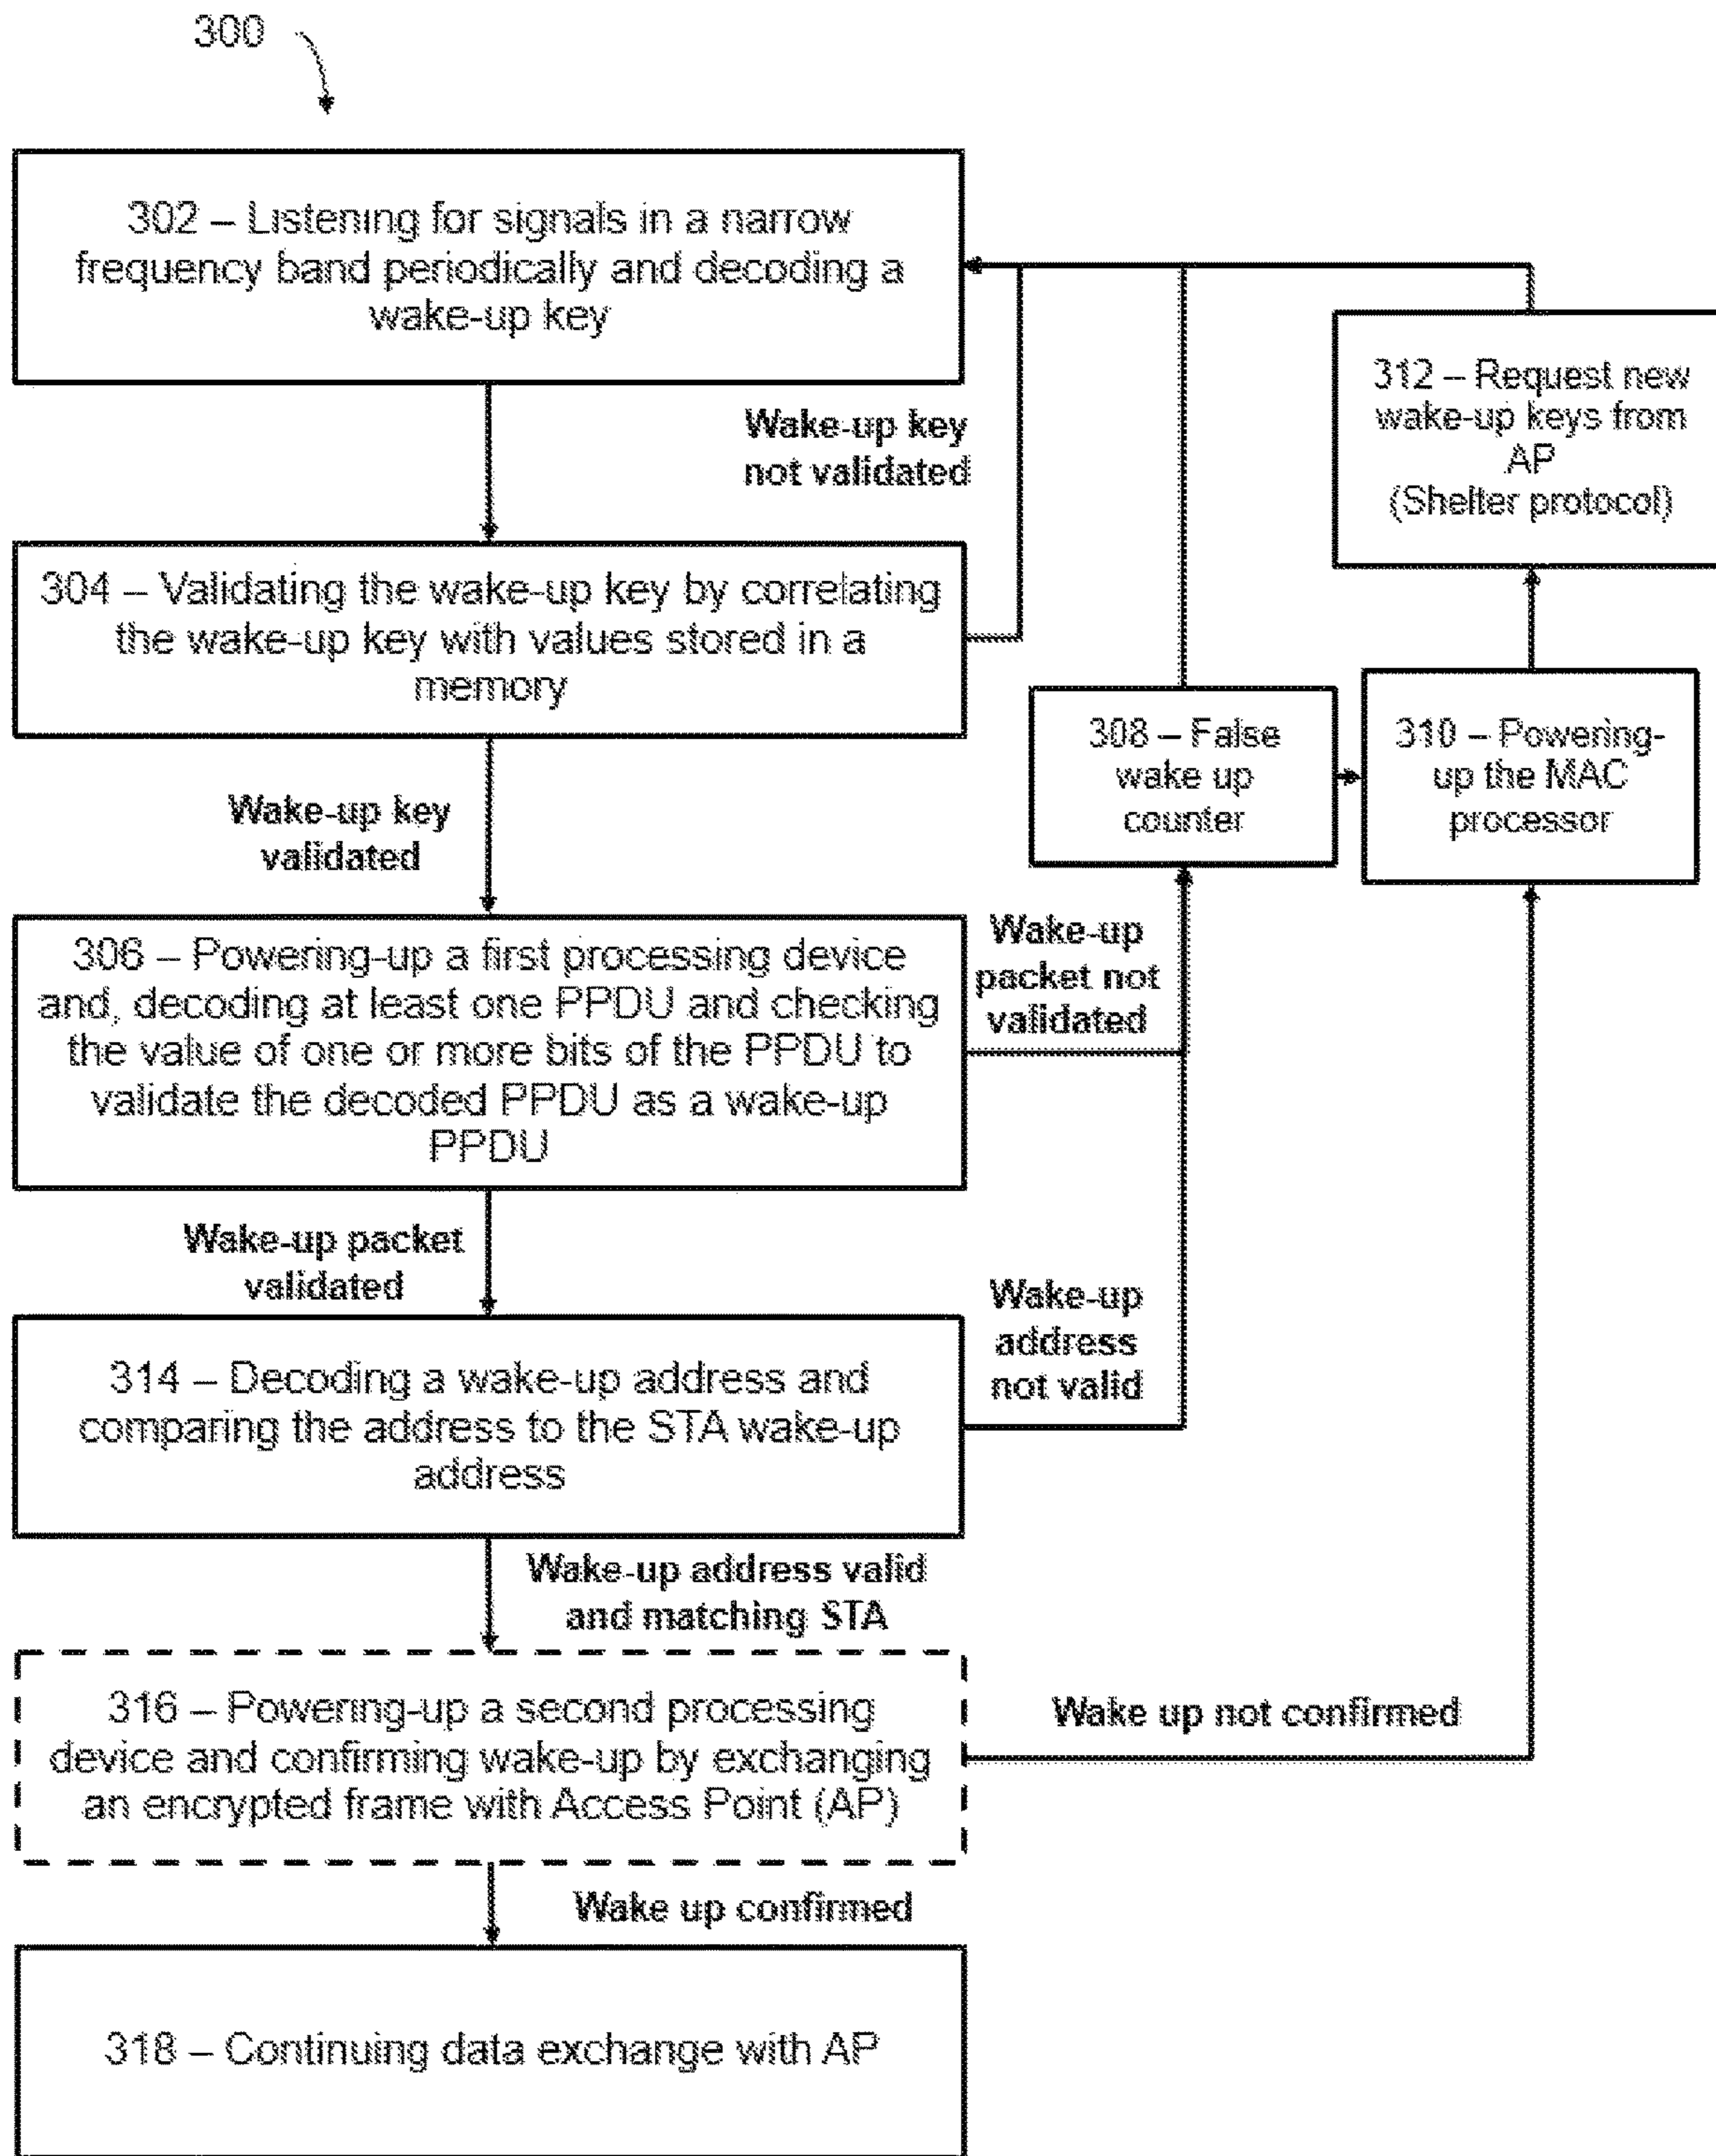 300
302 – Listening for signals in a narrow
frequency band periodically and decoding a
wake-up key
312 – Request new
wake-up keys from
AP
(Shelter protocol)
Wake-up key
not validated
304 – Validating the wake-up key by correlating
the wake-up key with values stored in a
memory
308 – False
wake up
counter
310 – Powering-
up the MAC
processor
Wake-up key
validated
306 – Powering-up a first processing device
and, decoding at least one PPDU and checking
the value of one or more bits of the PPDU to
validate the decoded PPDU as a wake-up
PPDU
Wake-up
packet not
validated
Wake-up packet
validated
Wake-up
address
not valid
314 – Decoding a wake-up address and
comparing the address to the STA wake-up
address
Wake-up address valid
and matching STA
316 – Powering-up a second processing
device and confirming wake-up by exchanging
an encrypted frame with Access Point (AP)
Wake up not confirmed
Wake up confirmed
318 – Continuing data exchange with AP